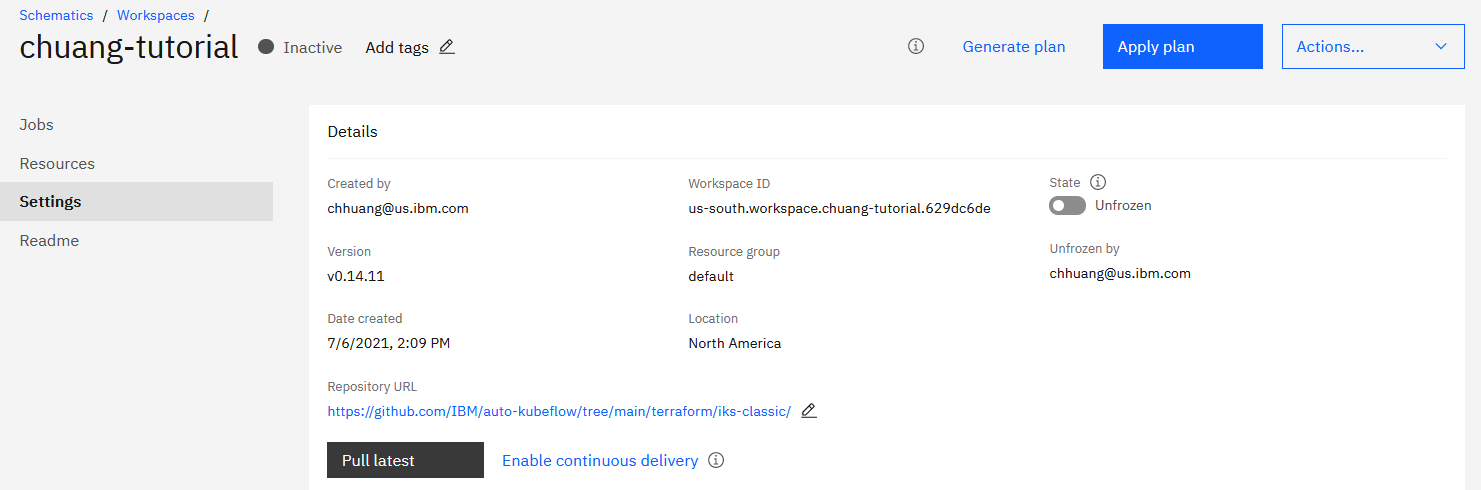 Schematics / Workspaces /
chuang-tutorial Inactive Add tags Generate plan Apply plan Actions...
Jobs
Resources
Settings
Readme
Details
Created by Workspace ID State
chhuang@us.ibm.com us-south.workspace.chuang-tutorial.629dc6de Unfrozen
Version Resource group Unfrozen by
v0.14.11 default chhuang@us.ibm.com
Date created Location
7/6/2021, 2:09 PM North America
Repository URL
https://github.com/IBM/auto-kubeflow/tree/main/terraform/iks-classic/
Pull latest Enable continuous delivery